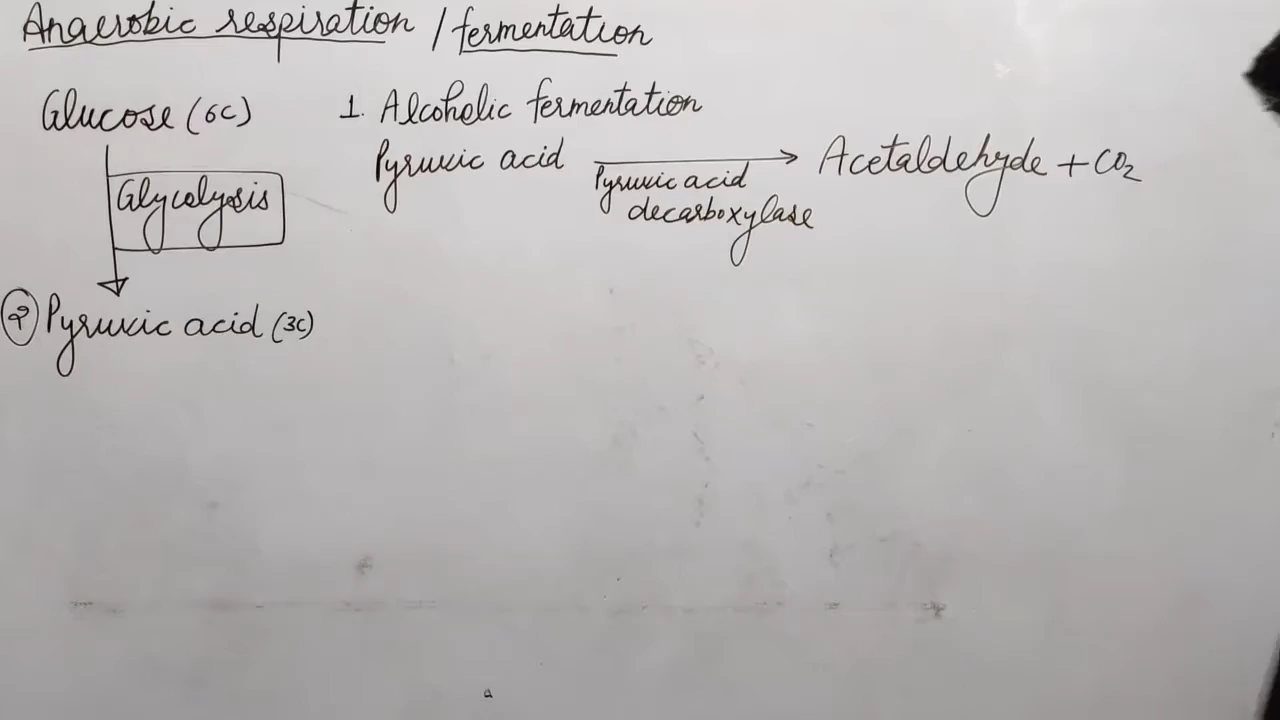 Anaerobic respiration / fermentation
Glucose (6C)
Glycolysis
2 Pyruvic acid (3C)
1. Alcoholic fermentation
Pyruvic acid → Acetaldehyde + CO₂
Pyruvic acid
decarboxylase